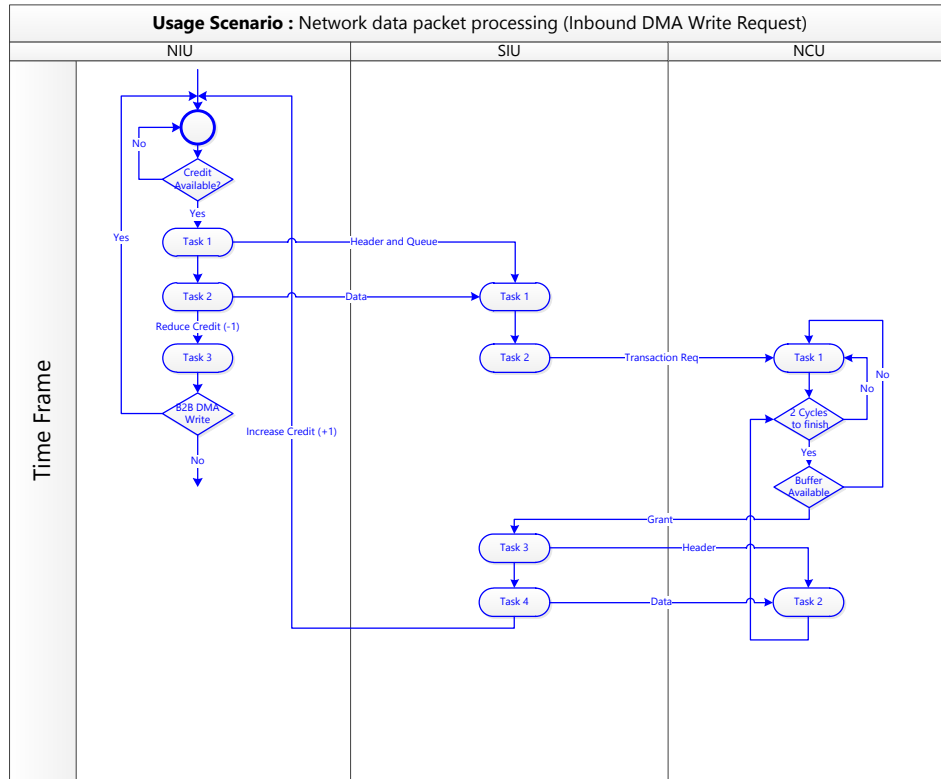 Usage Scenario : Network data packet processing (Inbound DMA Write Request)
NIU
SIU
NCU
Time Frame
No
Credit
Available?
Yes
Yes
Task 1
Header and Queue
Task 2
Data
Task 1
Reduce Credit (-1)
Task 3
Task 2
Transaction Req
Task 1
No
No
B2B DMA
Write
Increase Credit (+1)
2 Cycles
to finish
Yes
No
Buffer
Available
Grant
Task 3
Header
Task 4
Data
Task 2